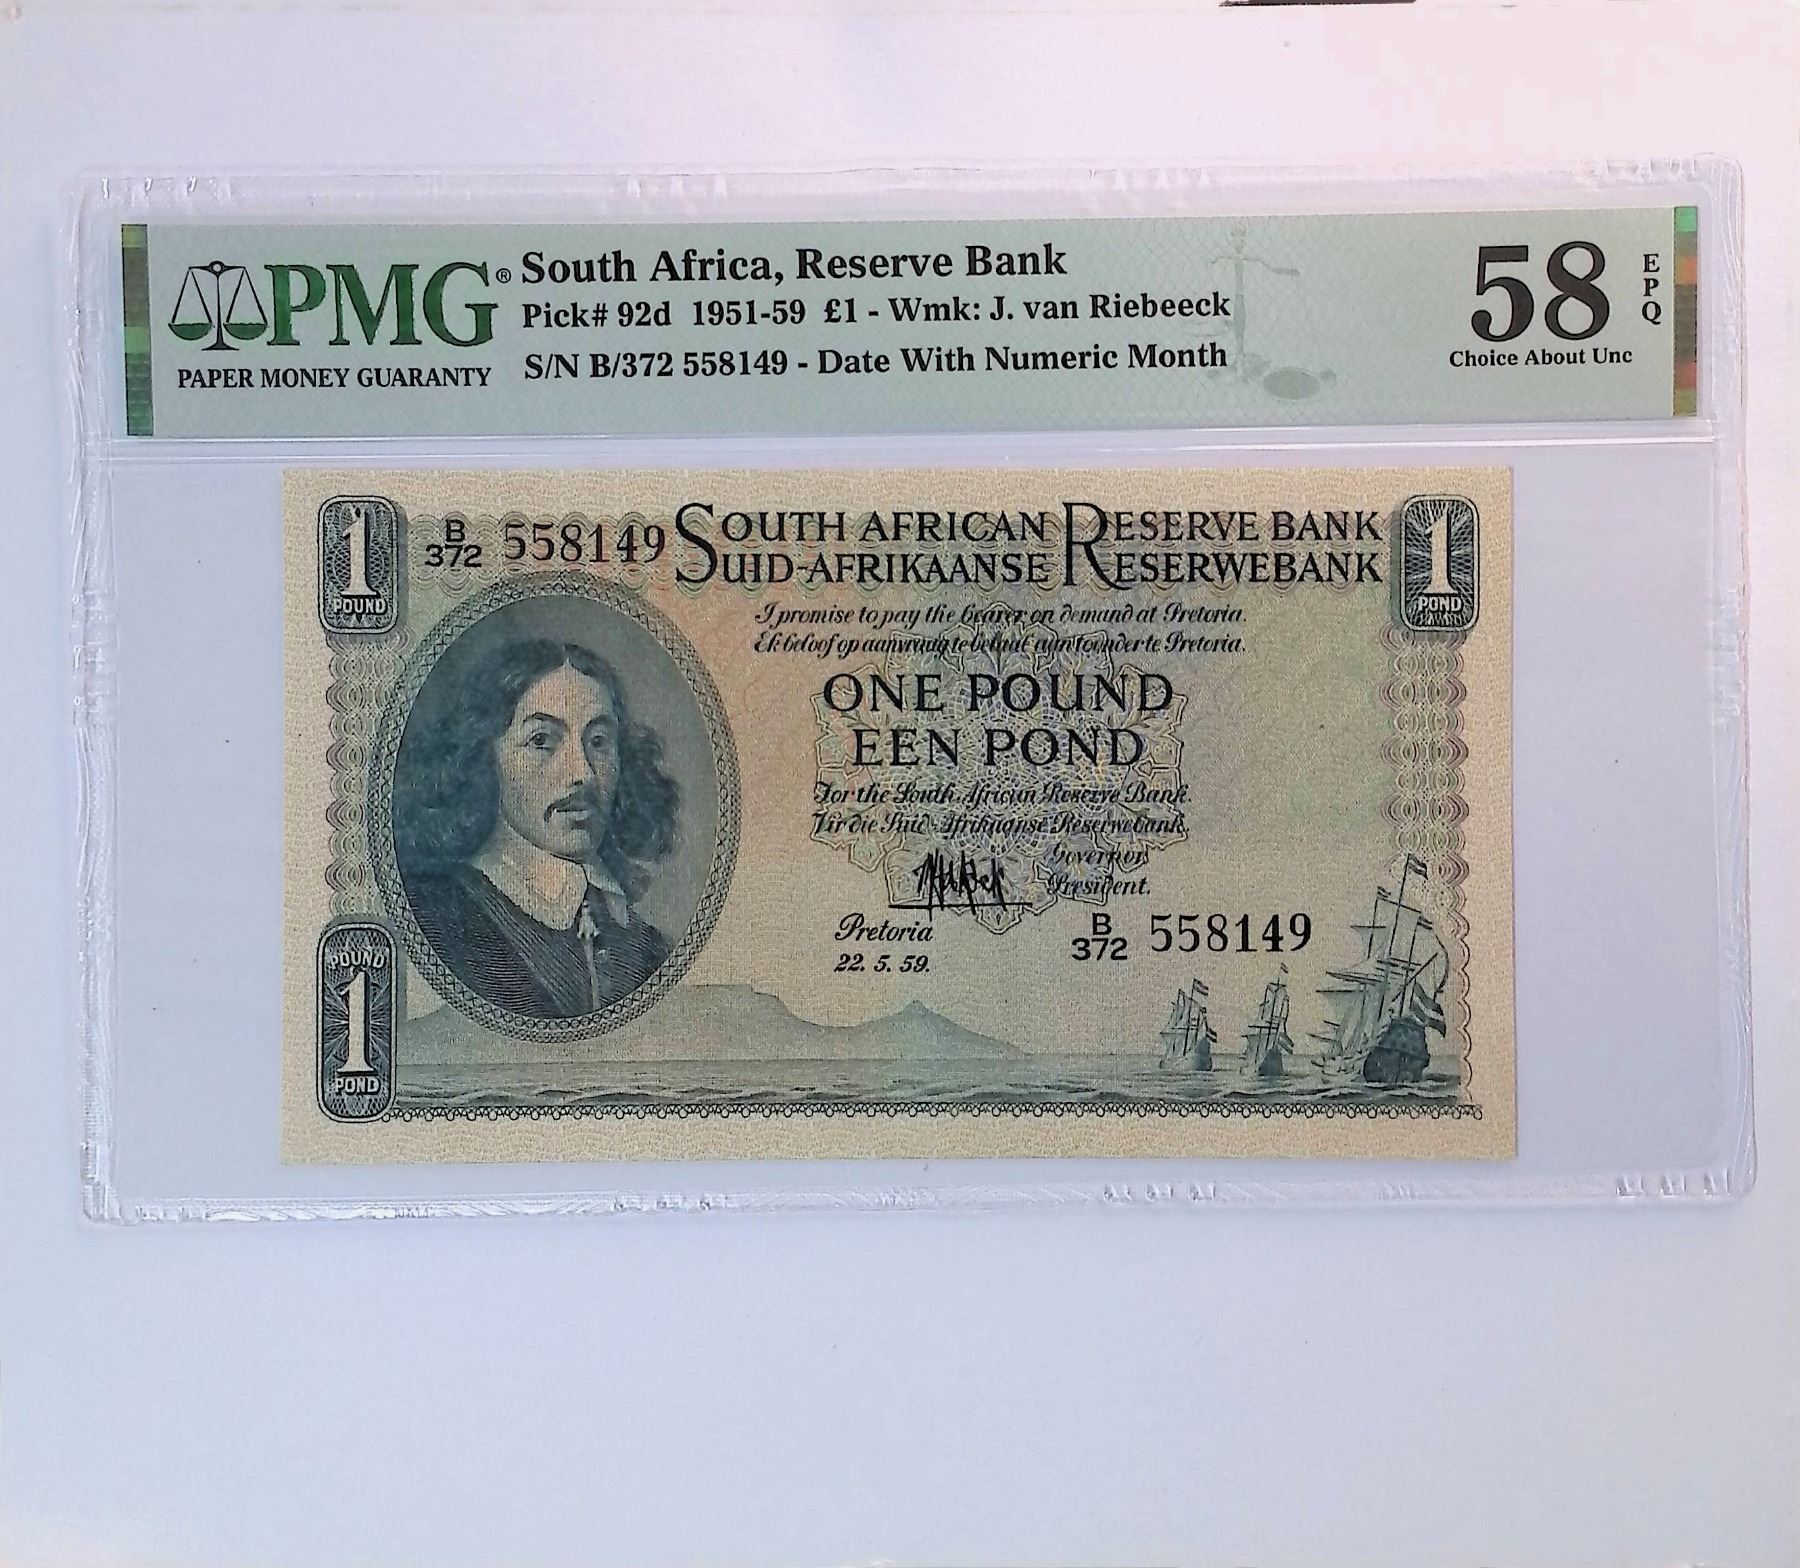 PMG®
PAPER MONEY GUARANTY
South Africa, Reserve Bank
Pick# 92d 1951-59 £1 - Wmk: J. van Riebeeck
S/N B/372 558149 - Date With Numeric Month
58
EPQ
Choice About Unc
1
POUND
B/372 558149
SOUTH AFRICAN RESERVE BANK
SUID-AFRIKAANSE RESERWEBANK
1
POND
I promise to pay the bearer on demand at Pretoria.
Ek beloof op aanvraag te betaal aan toonder te Pretoria.
ONE POUND
EEN POND
For the South African Reserve Bank.
Vir die Suid-Afrikaanse Reserwebank.
Governor
President.
Pretoria
22. 5. 59.
B/372 558149
POUND
1
POND